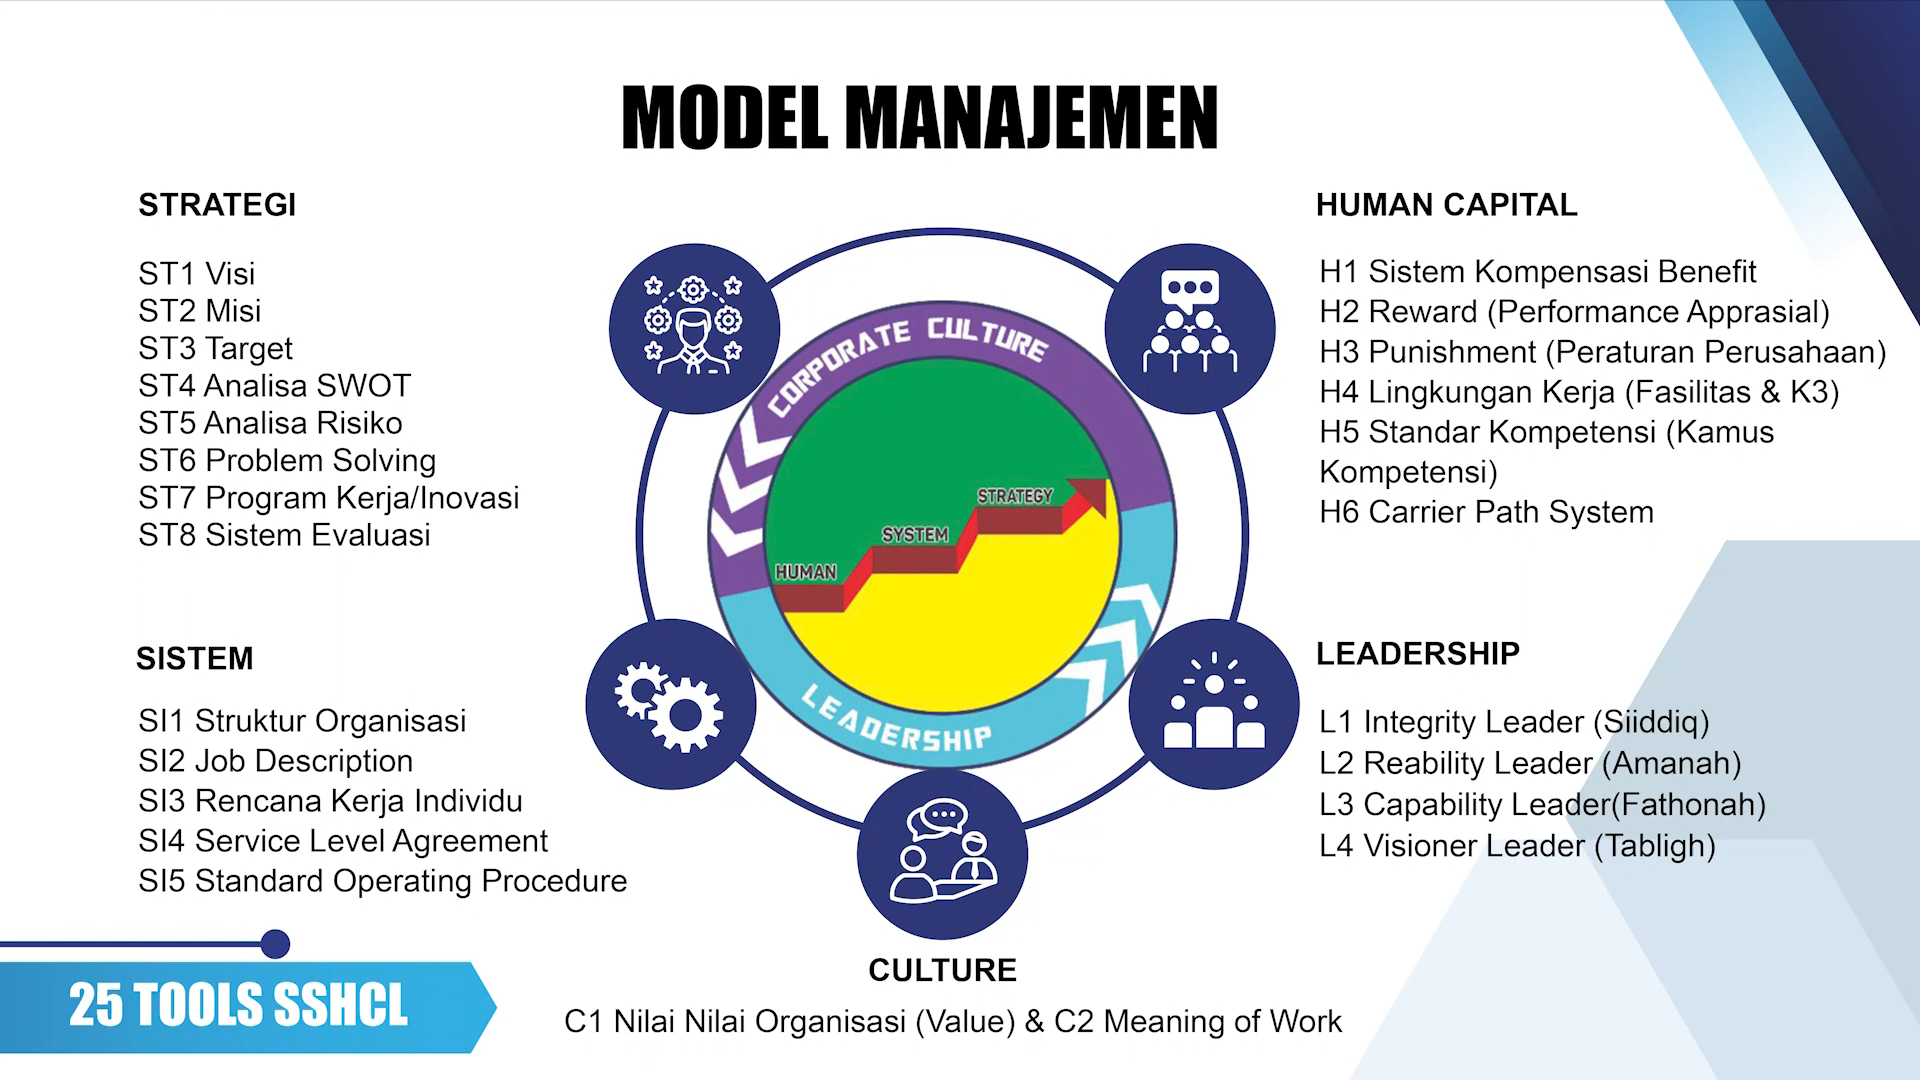 MODEL MANAJEMEN
STRATEGI
ST1 Visi
ST2 Misi
ST3 Target
ST4 Analisa SWOT
ST5 Analisa Risiko
ST6 Problem Solving
ST7 Program Kerja/Inovasi
ST8 Sistem Evaluasi
SISTEM
SI1 Struktur Organisasi
SI2 Job Description
SI3 Rencana Kerja Individu
SI4 Service Level Agreement
SI5 Standard Operating Procedure
CORPORATE CULTURE
STRATEGY
SYSTEM
HUMAN
LEADERSHIP
HUMAN CAPITAL
H1 Sistem Kompensasi Benefit
H2 Reward (Performance Apprasial)
H3 Punishment (Peraturan Perusahaan)
H4 Lingkungan Kerja (Fasilitas & K3)
H5 Standar Kompetensi (Kamus
Kompetensi)
H6 Carrier Path System
LEADERSHIP
L1 Integrity Leader (Siiddiq)
L2 Reability Leader (Amanah)
L3 Capability Leader(Fathonah)
L4 Visioner Leader (Tabligh)
CULTURE
C1 Nilai Nilai Organisasi (Value) & C2 Meaning of Work
25 TOOLS SSHCL